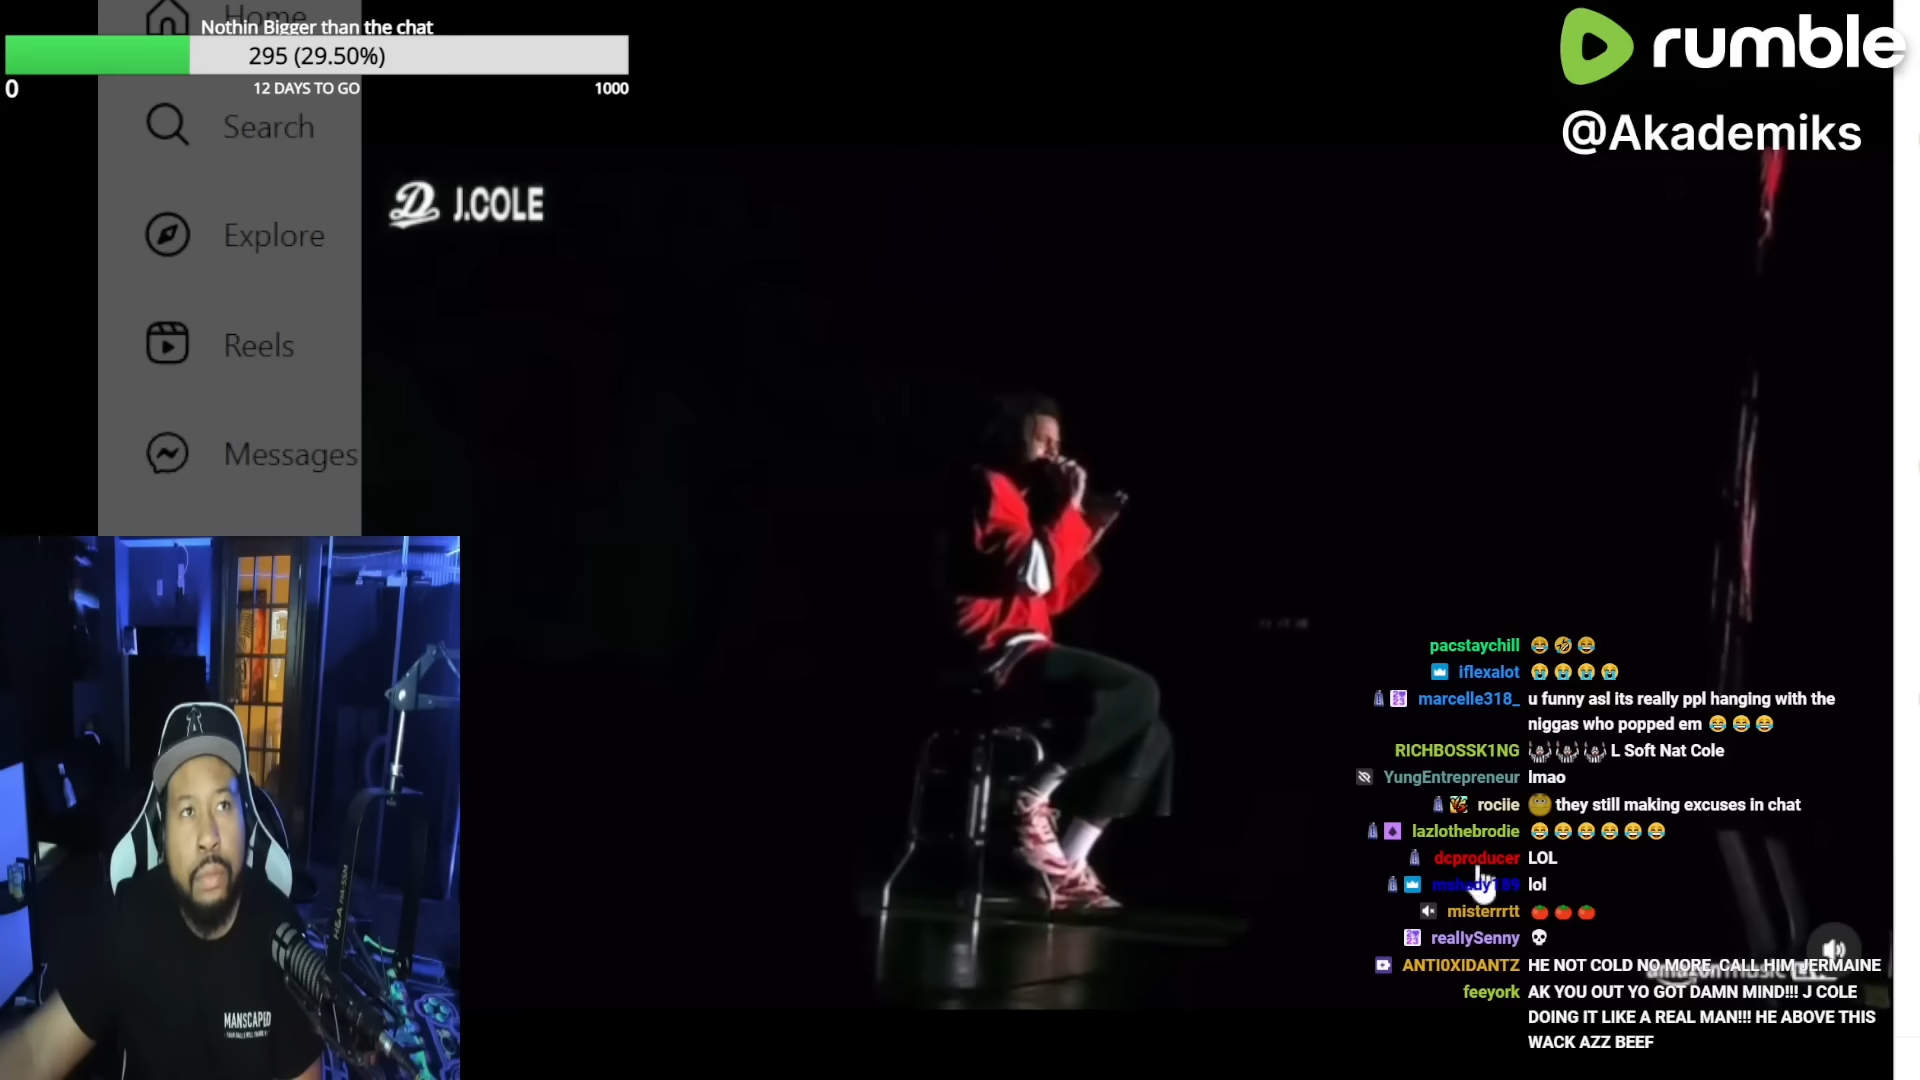 Home
Nothin Bigger than the chat
295 (29.50%)
0
12 DAYS TO GO
1000
Search
Explore
Reels
Messages
rumble
@Akademiks
D J.COLE
pacstaychill 😂 🤣 😂
iflexalot 😭 😭 😭 😭
marcelle318_ u funny asl its really ppl hanging with the
niggas who popped em 😂 😂 😂
RICHBOSSK1NG L Soft Nat Cole
YungEntrepreneur lmao
rociie they still making excuses in chat
lazlothebrodie 😂 😂 😂 😂 😂 😂
dcproducer LOL
lol
misterrrtt 🍅 🍅 🍅
reallySenny 💀
ANTI0XIDANTZ HE NOT COLD NO MORE, CALL HIM JERMAINE
amazon music
feeyork AK YOU OUT YO GOT DAMN MIND!!! J COLE
DOING IT LIKE A REAL MAN!!! HE ABOVE THIS
WACK AZZ BEEF
MANSCAPED